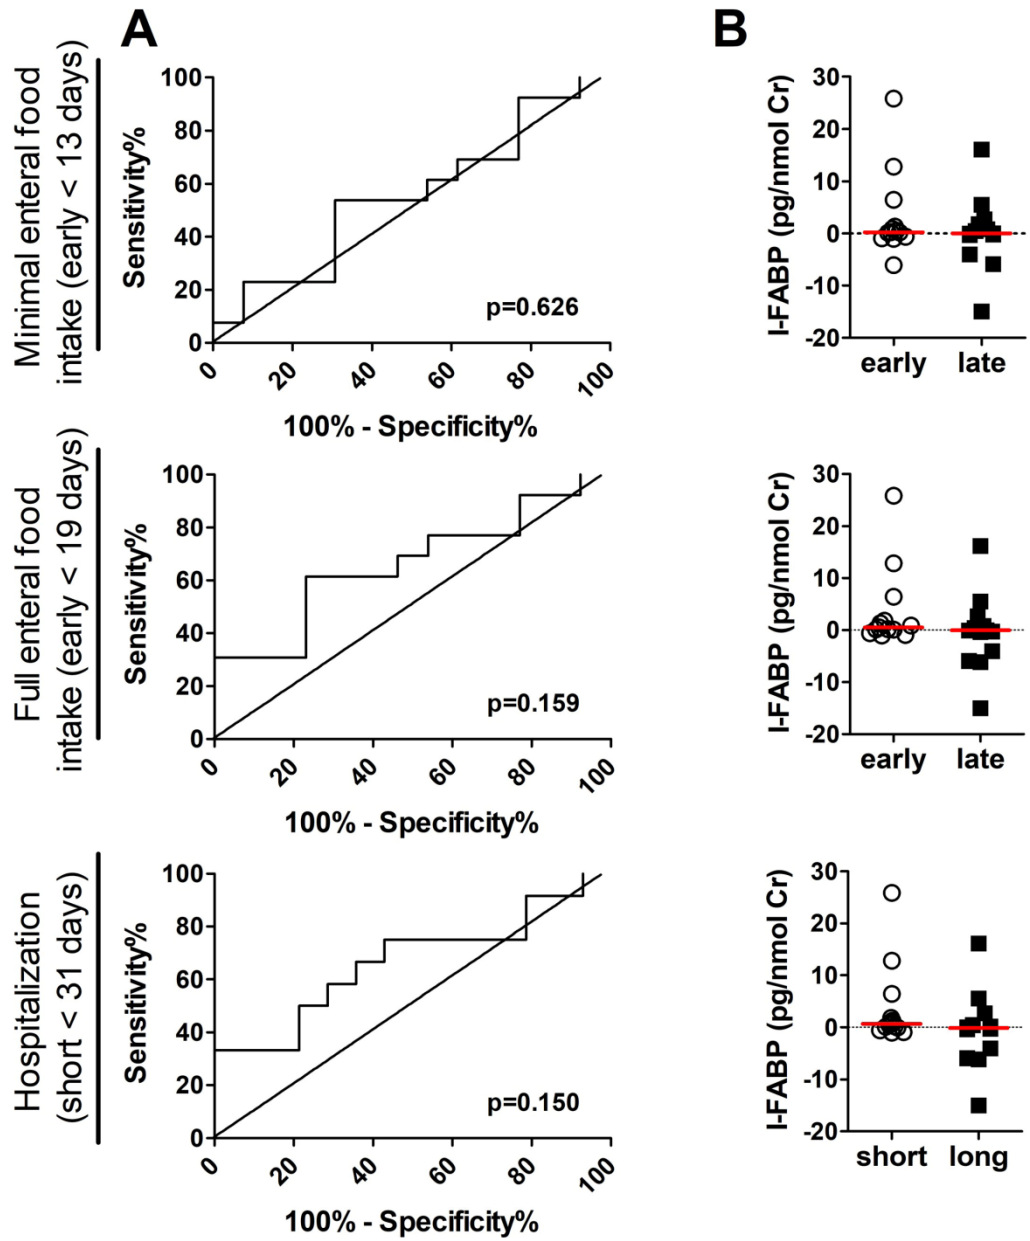 A
B
Minimal enteral food
intake (early < 13 days)
100
80
60
40
20
0
Sensitivity%
p=0.626
0 20 40 60 80 100
100% - Specificity%
30
20
10
0
-10
-20
I-FABP (pg/nmol Cr)
early late
Full enteral food
intake (early < 19 days)
100
80
60
40
20
0
Sensitivity%
p=0.159
0 20 40 60 80 100
100% - Specificity%
30
20
10
0
-10
-20
I-FABP (pg/nmol Cr)
early late
Hospitalization
(short < 31 days)
100
80
60
40
20
0
Sensitivity%
p=0.150
0 20 40 60 80 100
100% - Specificity%
30
20
10
0
-10
-20
I-FABP (pg/nmol Cr)
short long